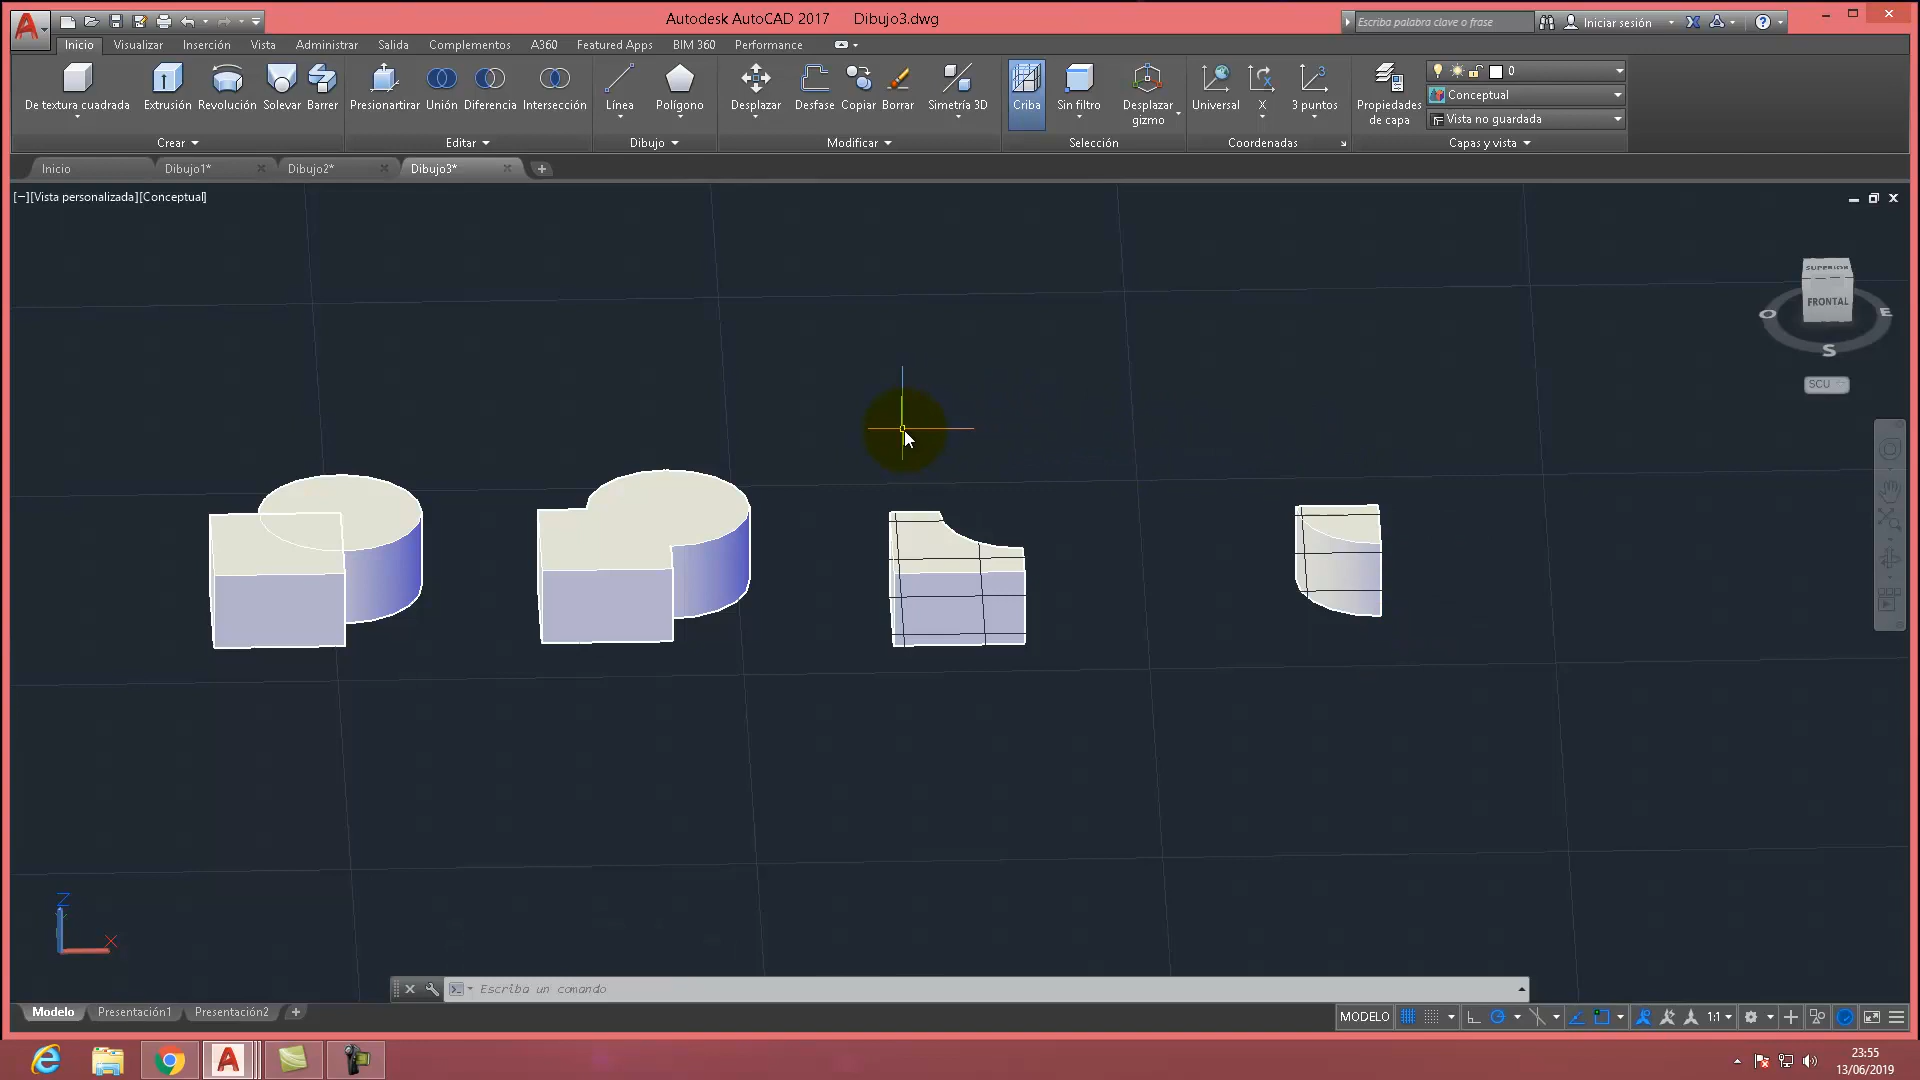 Autodesk AutoCAD 2017 Dibujo3.dwg
Escriba palabra clave o frase
Iniciar sesión
Inicio Visualizar Inserción Vista Administrar Salida Complementos A360 Featured Apps BIM 360 Performance
De textura cuadrada Extrusión Revolución Solevar Barrer
Presionartirar Unión Diferencia Intersección
Línea Polígono
Desplazar Desfase Copiar Borrar Simetría 3D
Criba Sin filtro Desplazar gizmo
Universal X 3 puntos
Propiedades de capa
0
Conceptual
Vista no guardada
Crear Editar Dibujo Modificar Selección Coordenadas Capas y vista
Inicio Dibujo1* Dibujo2* Dibujo3*
[−][Vista personalizada][Conceptual]
SUPERIOR
FRONTAL
O E
S
SCU
Z
X
Escriba un comando
Modelo Presentación1 Presentación2
MODELO
1:1
23:55
13/06/2019